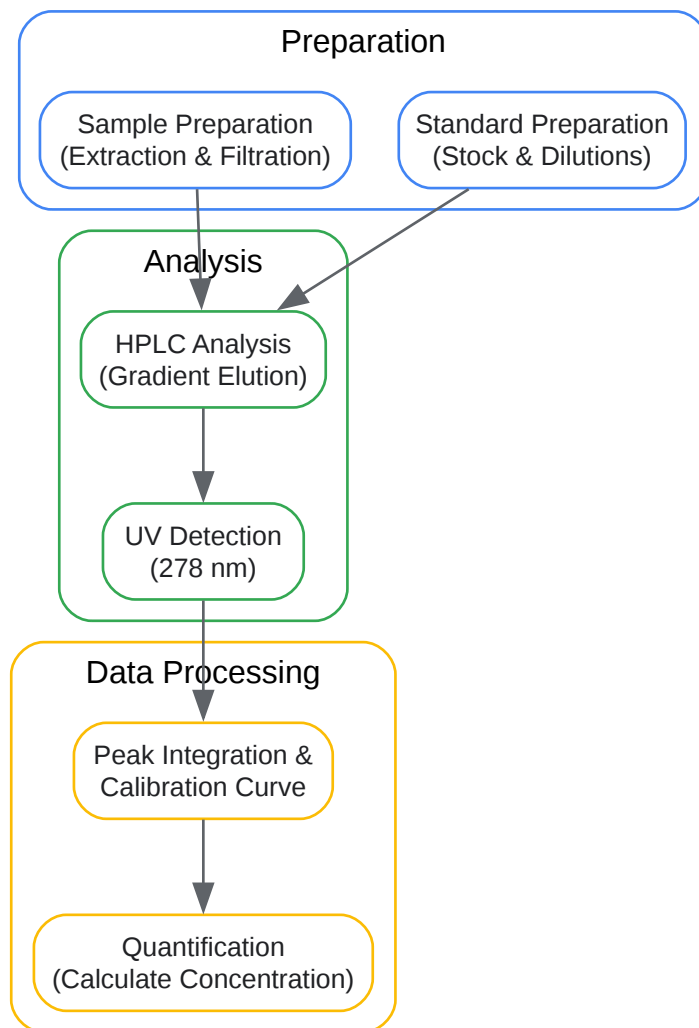 Preparation
Sample Preparation
(Extraction & Filtration)
Standard Preparation
(Stock & Dilutions)
Analysis
HPLC Analysis
(Gradient Elution)
UV Detection
(278 nm)
Data Processing
Peak Integration &
Calibration Curve
Quantification
(Calculate Concentration)